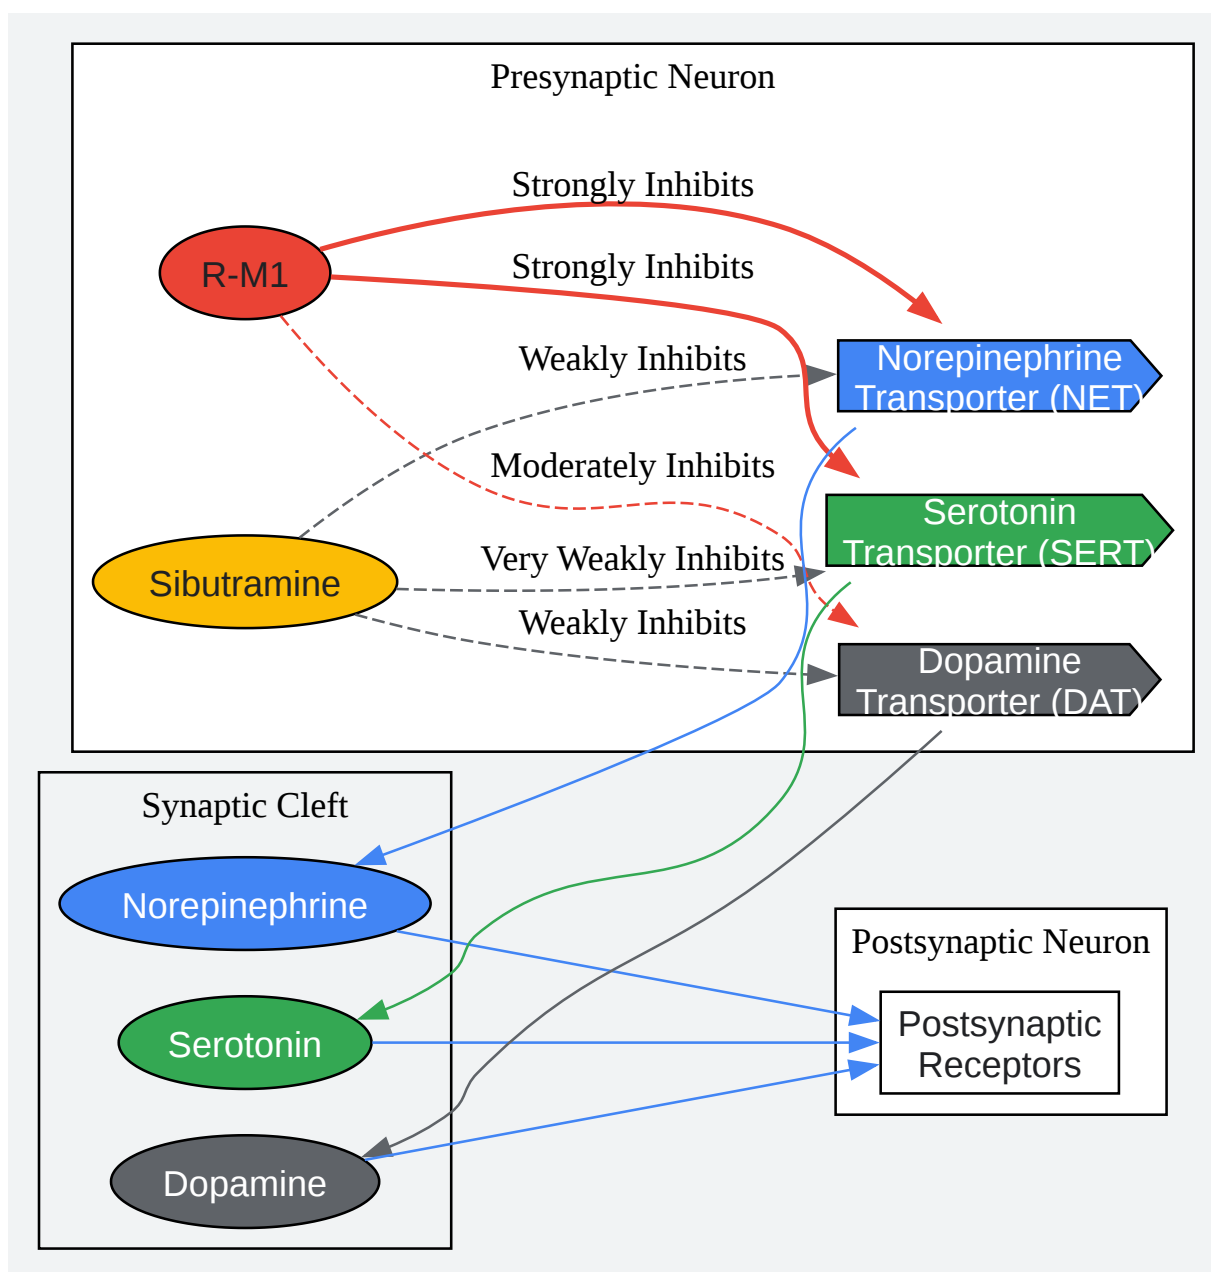 Presynaptic Neuron
Strongly Inhibits
R-M1
Strongly Inhibits
Weakly Inhibits
Norepinephrine
Transporter (NET)
Moderately Inhibits
Serotonin
Transporter (SERT)
Very Weakly Inhibits
Sibutramine
Weakly Inhibits
Dopamine
Transporter (DAT)
Synaptic Cleft
Norepinephrine
Serotonin
Dopamine
Postsynaptic Neuron
Postsynaptic
Receptors